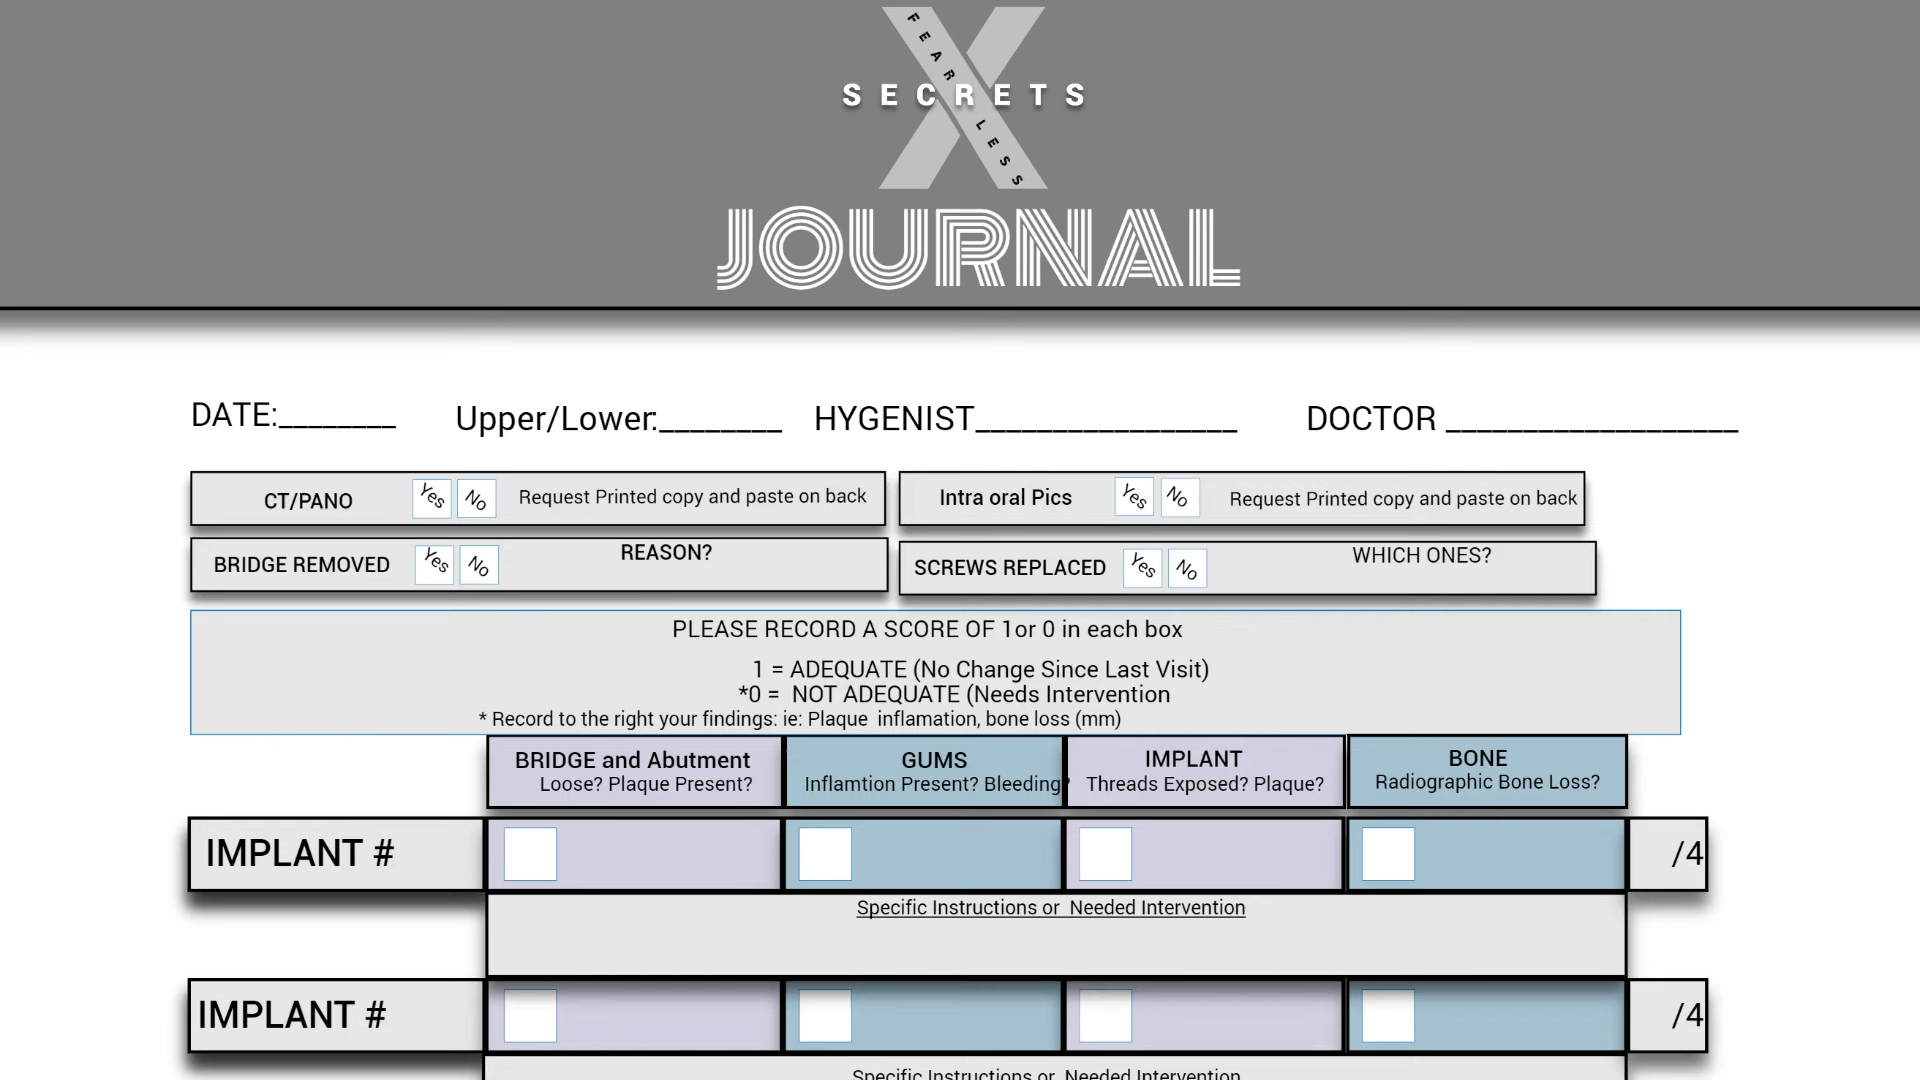 FEARLESS
SECRETS
JOURNAL
DATE:________ Upper/Lower:________ HYGENIST________________ DOCTOR __________________
CT/PANO Yes No Request Printed copy and paste on back Intra oral Pics Yes No Request Printed copy and paste on back
BRIDGE REMOVED Yes No REASON? SCREWS REPLACED Yes No WHICH ONES?
PLEASE RECORD A SCORE OF 1or 0 in each box
1 = ADEQUATE (No Change Since Last Visit)
*0 = NOT ADEQUATE (Needs Intervention
* Record to the right your findings: ie: Plaque inflamation, bone loss (mm)
BRIDGE and Abutment GUMS IMPLANT BONE
Loose? Plaque Present? Inflamtion Present? Bleeding? Threads Exposed? Plaque? Radiographic Bone Loss?
IMPLANT # /4
Specific Instructions or Needed Intervention
IMPLANT # /4
Specific Instructions or Needed Intervention